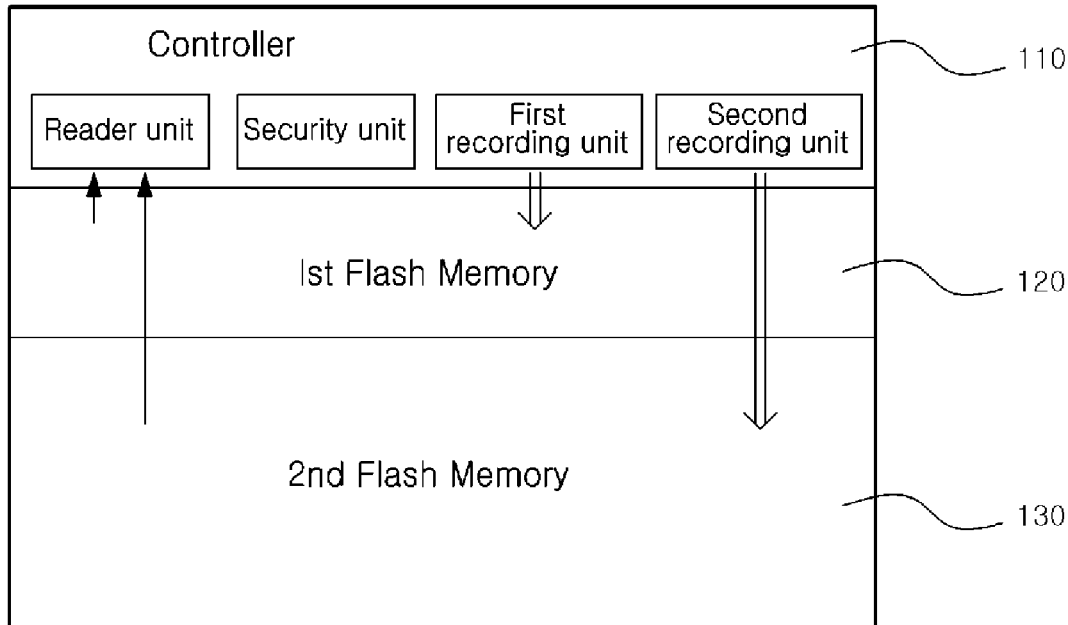 Controller
110
Reader unit
Security unit
First
recording unit
Second
recording unit
Ist Flash Memory
120
2nd Flash Memory
130